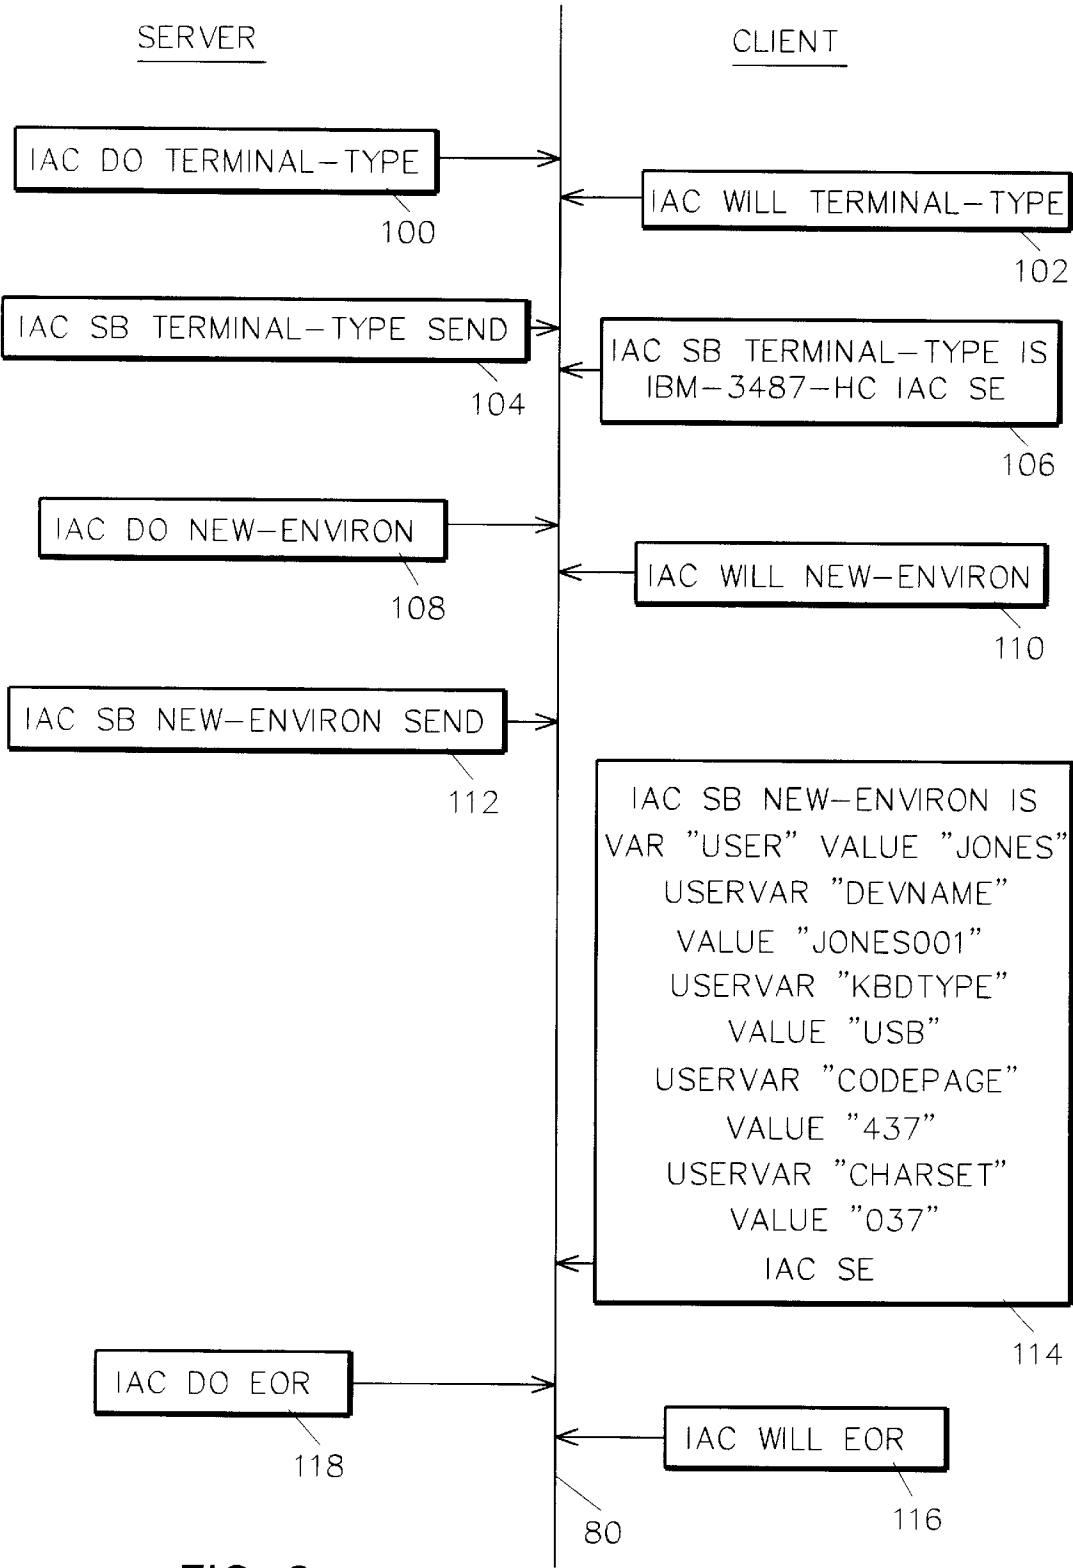 SERVER
CLIENT
IAC DO TERMINAL-TYPE
100
IAC WILL TERMINAL-TYPE
102
IAC SB TERMINAL-TYPE SEND
104
IAC SB TERMINAL-TYPE IS
IBM-3487-HC IAC SE
106
IAC DO NEW-ENVIRON
108
IAC WILL NEW-ENVIRON
110
IAC SB NEW-ENVIRON SEND
112
IAC SB NEW-ENVIRON IS
VAR "USER" VALUE "JONES"
USERVAR "DEVNAME"
VALUE "JONES001"
USERVAR "KBDTYPE"
VALUE "USB"
USERVAR "CODEPAGE"
VALUE "437"
USERVAR "CHARSET"
VALUE "037"
IAC SE
114
IAC DO EOR
118
IAC WILL EOR
116
80